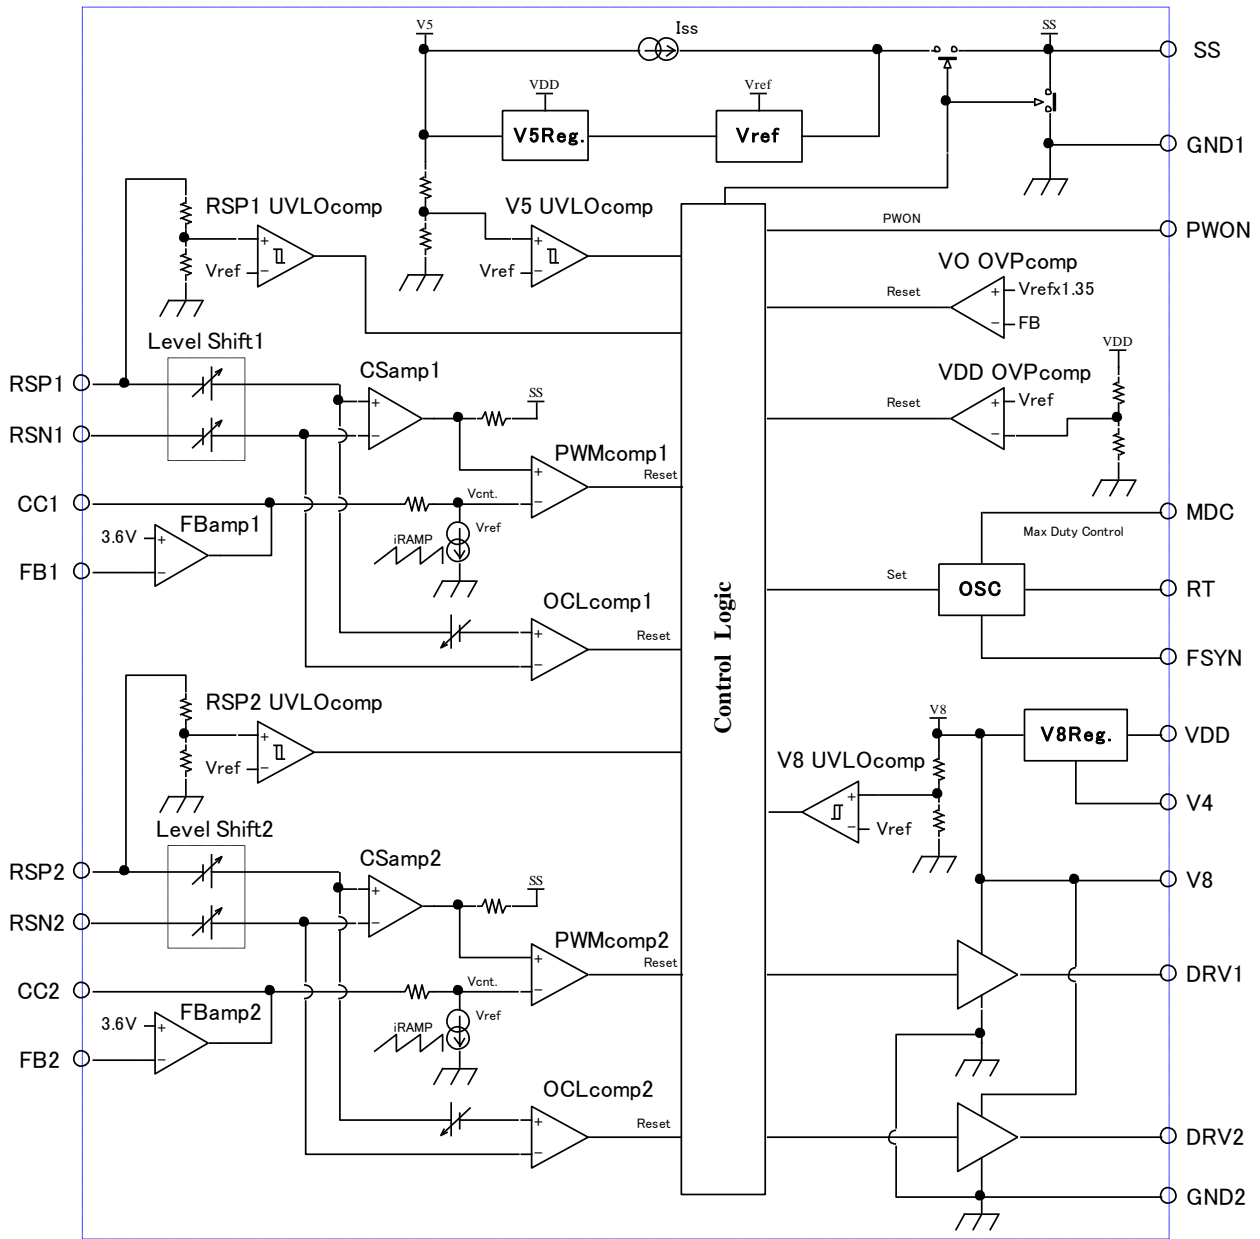 V5
Iss
SS
SS
VDD
Vref
V5Reg.
Vref
GND1
RSP1 UVLOcomp
V5 UVLOcomp
PWON
PWON
Vref
Vref
VO OVPcomp
Reset
Vrefx1.35
FB
Level Shift1
VDD
RSP1
CSamp1
VDD OVPcomp
SS
Reset
Vref
RSN1
PWMcomp1
Reset
CC1
Vcnt.
MDC
FBamp1
Vref
3.6V
iRAMP
Max Duty Control
FB1
Set
OSC
RT
OCLcomp1
Reset
FSYN
Control Logic
RSP2 UVLOcomp
V8
V8Reg.
VDD
Vref
V8 UVLOcomp
V4
Vref
Level Shift2
RSP2
CSamp2
SS
V8
RSN2
PWMcomp2
Reset
DRV1
CC2
Vcnt.
FBamp2
Vref
3.6V
iRAMP
FB2
OCLcomp2
Reset
DRV2
GND2